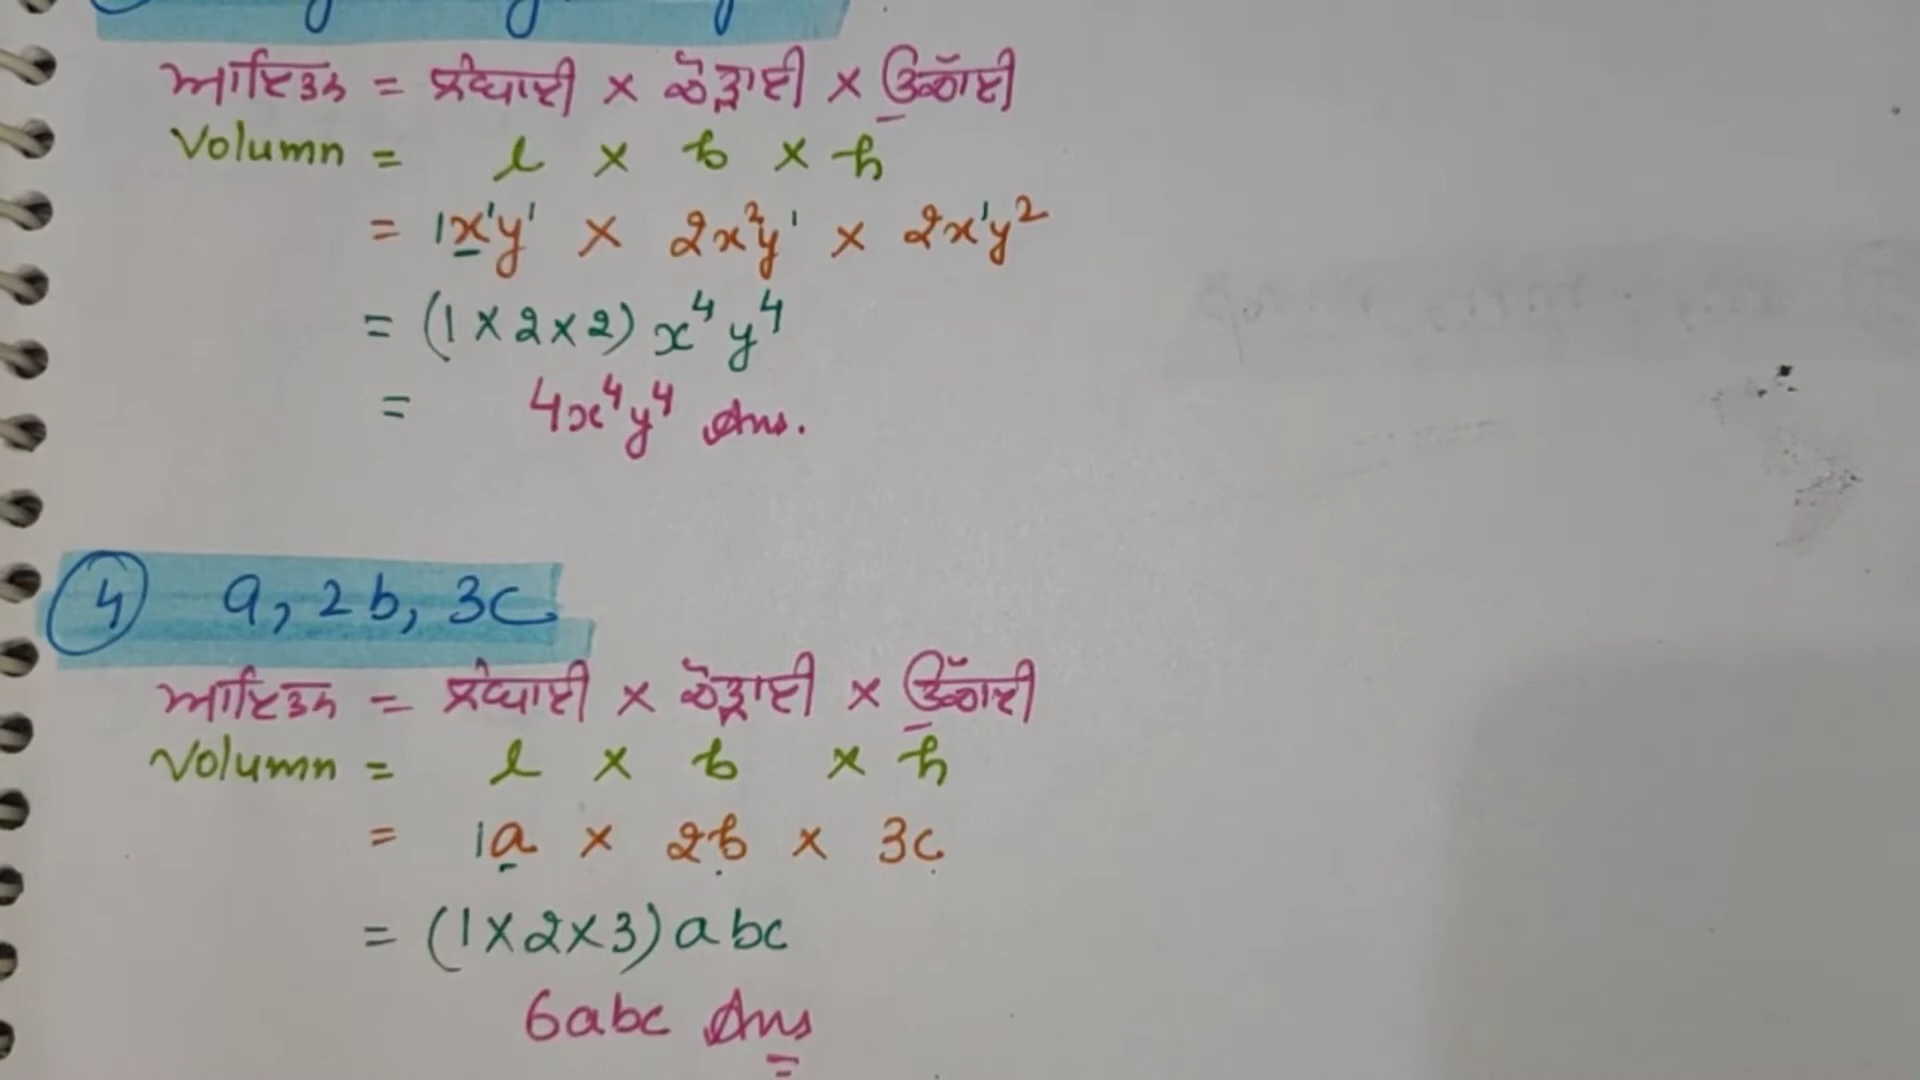 ਆਇਤਨ = ਲੰਬਾਈ × ਚੌੜਾਈ × ਉਚਾਈ
Volumn = l × b × h
= 1x¹y¹ × 2x²y¹ × 2x¹y²
= (1×2×2) x⁴y⁴
= 4x⁴y⁴ Ans.
④ a, 2b, 3c
ਆਇਤਨ = ਲੰਬਾਈ × ਚੌੜਾਈ × ਉਚਾਈ
Volumn = l × b × h
= 1a × 2b × 3c
= (1×2×3) abc
6abc Ans